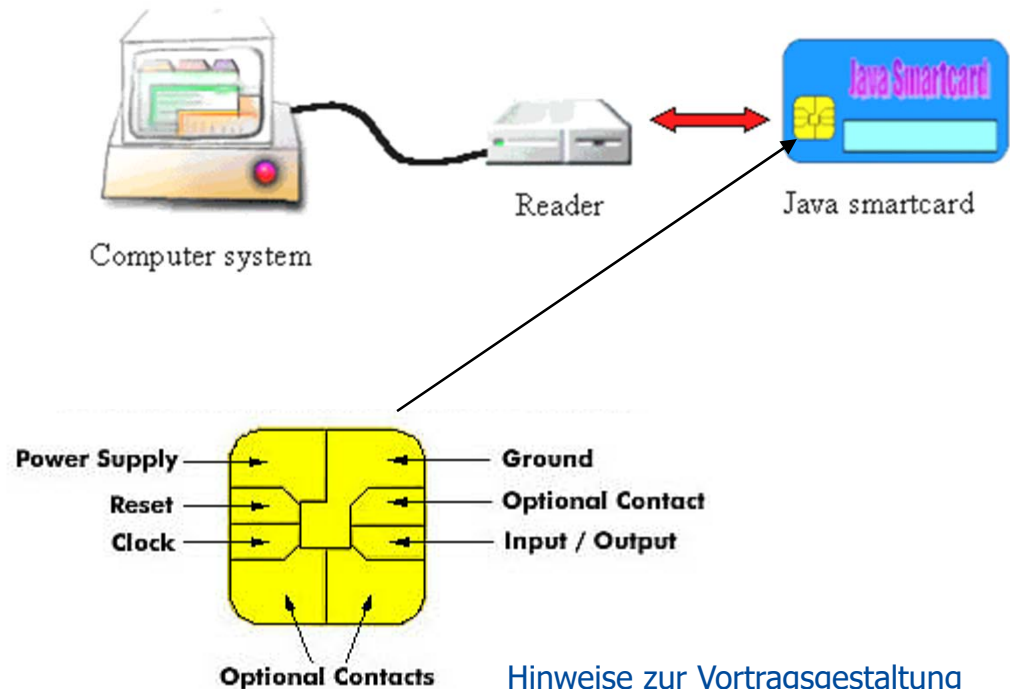 Java Smartcard
Reader
Java smartcard
Computer system
Power Supply
Ground
Reset
Optional Contact
Clock
Input / Output
Optional Contacts
Hinweise zur Vortragsgestaltung